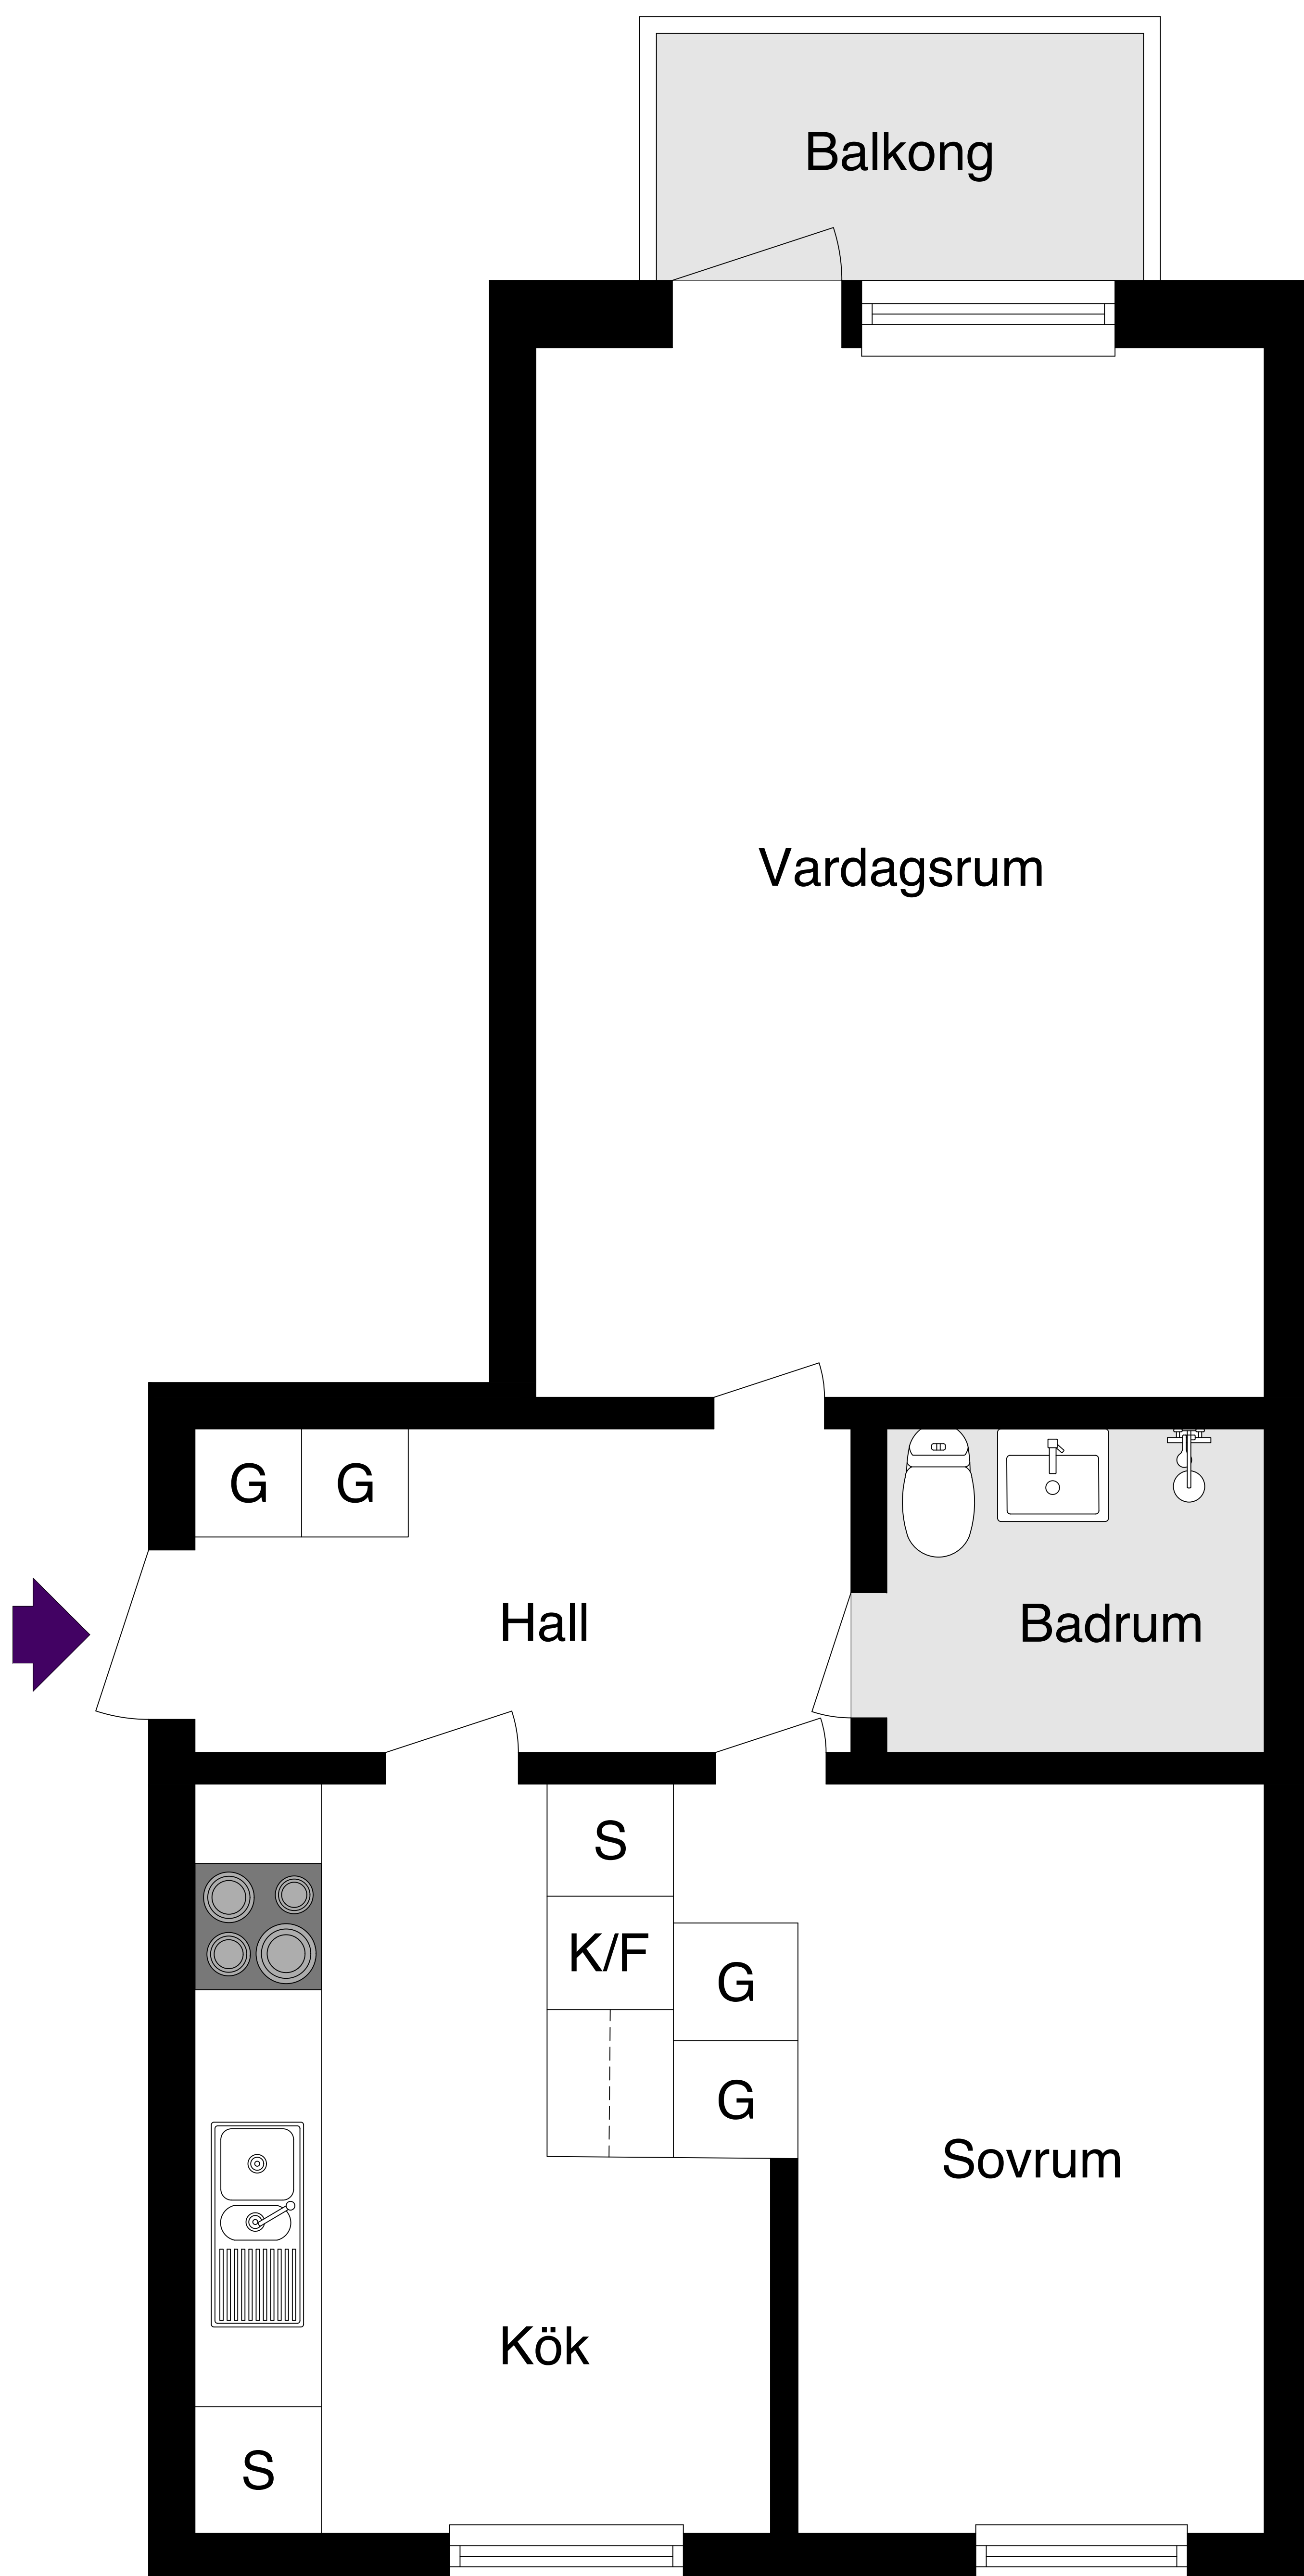 Balkong
Vardagsrum
G G
Hall
Badrum
S
K/F
G
G
Sovrum
Kök
S